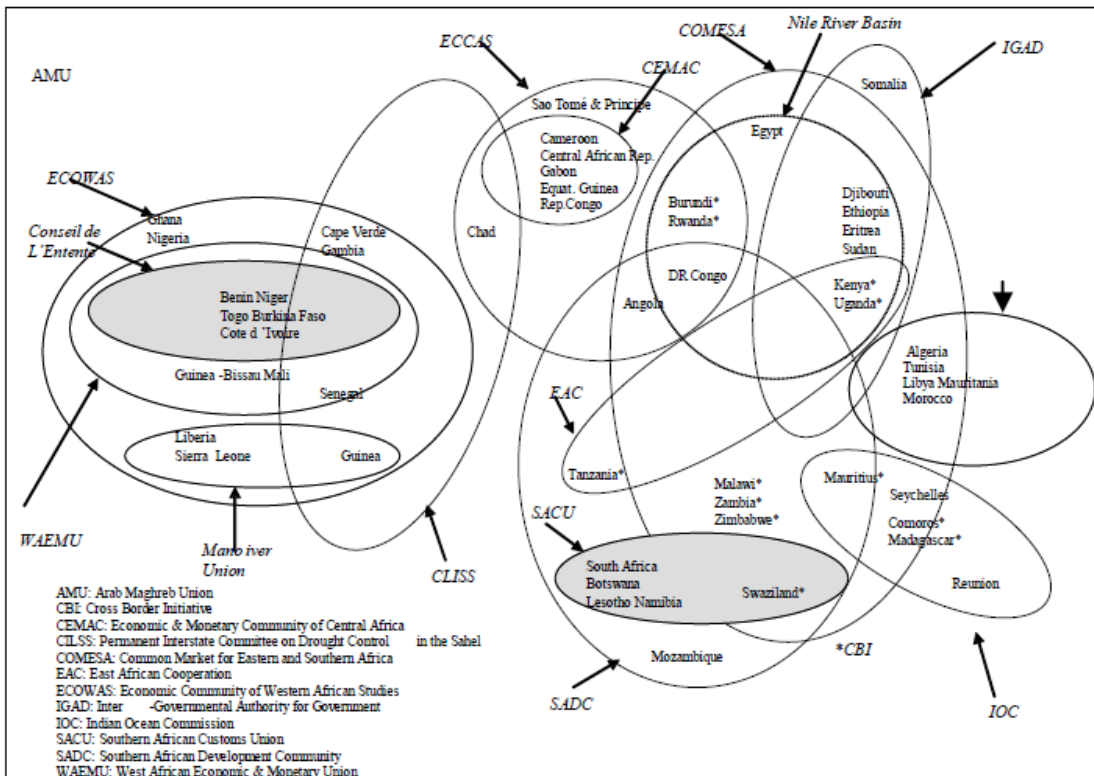 COMESA
Nile River Basin
ECCAS
IGAD
CEMAC
AMU
Somalia
Sao Tomé & Principe
Egypt
Cameroon
Central African Rep.
Gabon
Equat. Guinea
Rep.Congo
ECOWAS
Djibouti
Ethiopia
Eritrea
Sudan
Burundi*
Rwanda*
Ghana
Nigeria
Cape Verde
Gambia
Chad
Conseil de
L'Entente
DR Congo
Angola
Kenya*
Uganda*
Benin Niger
Togo Burkina Faso
Cote d 'Ivoire
Algeria
Tunisia
Libya Mauritania
Morocco
Guinea -Bissau Mali
Senegal
EAC
Liberia
Sierra Leone
Guinea
Tanzania*
Mauritius*
Seychelles
Malawi*
Zambia*
Zimbabwe*
Comoros*
Madagascar*
SACU
WAEMU
Mano iver
Union
CLISS
South Africa
Botswana
Lesotho Namibia
Swaziland*
Reunion
*CBI
Mozambique
SADC
IOC
AMU: Arab Maghreb Union
CBI: Cross Border Initiative
CEMAC: Economic & Monetary Community of Central Africa
CILSS: Permanent Interstate Committee on Drought Control in the Sahel
COMESA: Common Market for Eastern and Southern Africa
EAC: East African Cooperation
ECOWAS: Economic Community of Western African Studies
IGAD: Inter -Governmental Authority for Government
IOC: Indian Ocean Commission
SACU: Southern African Customs Union
SADC: Southern African Development Community
WAEMU: West African Economic & Monetary Union